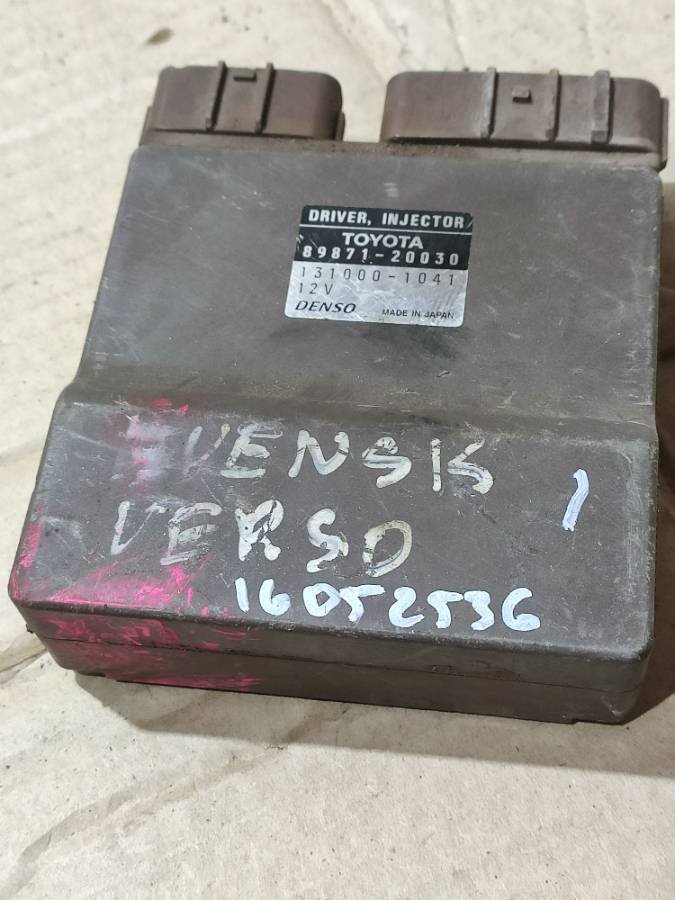 DRIVER, INJECTOR
TOYOTA
89871-20030
131000-1041
12V
DENSO MADE IN JAPAN
VENSIS
VERSO
1
16052536